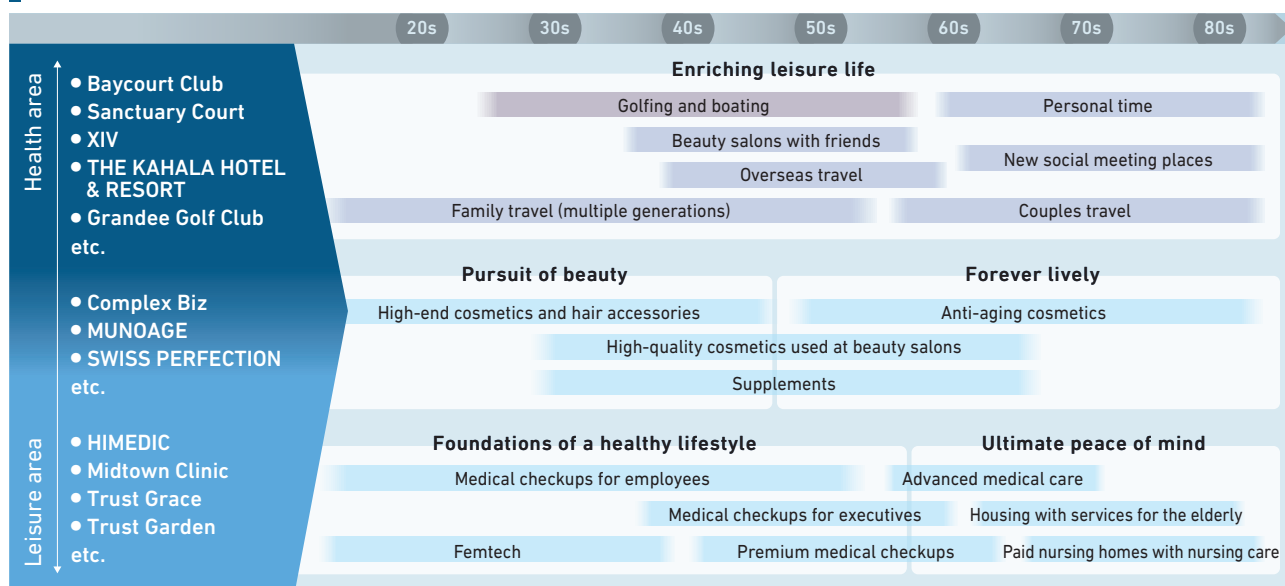 20s 30s 40s 50s 60s 70s 80s
Health area
● Baycourt Club
● Sanctuary Court
● XIV
● THE KAHALA HOTEL
& RESORT
● Grandee Golf Club
etc.
Enriching leisure life
Golfing and boating
Personal time
Beauty salons with friends
New social meeting places
Overseas travel
Family travel (multiple generations)
Couples travel
● Complex Biz
● MUNOAGE
● SWISS PERFECTION
etc.
Pursuit of beauty
Forever lively
High-end cosmetics and hair accessories
Anti-aging cosmetics
High-quality cosmetics used at beauty salons
Supplements
Leisure area
● HIMEDIC
● Midtown Clinic
● Trust Grace
● Trust Garden
etc.
Foundations of a healthy lifestyle
Ultimate peace of mind
Medical checkups for employees
Advanced medical care
Medical checkups for executives
Housing with services for the elderly
Femtech
Premium medical checkups
Paid nursing homes with nursing care